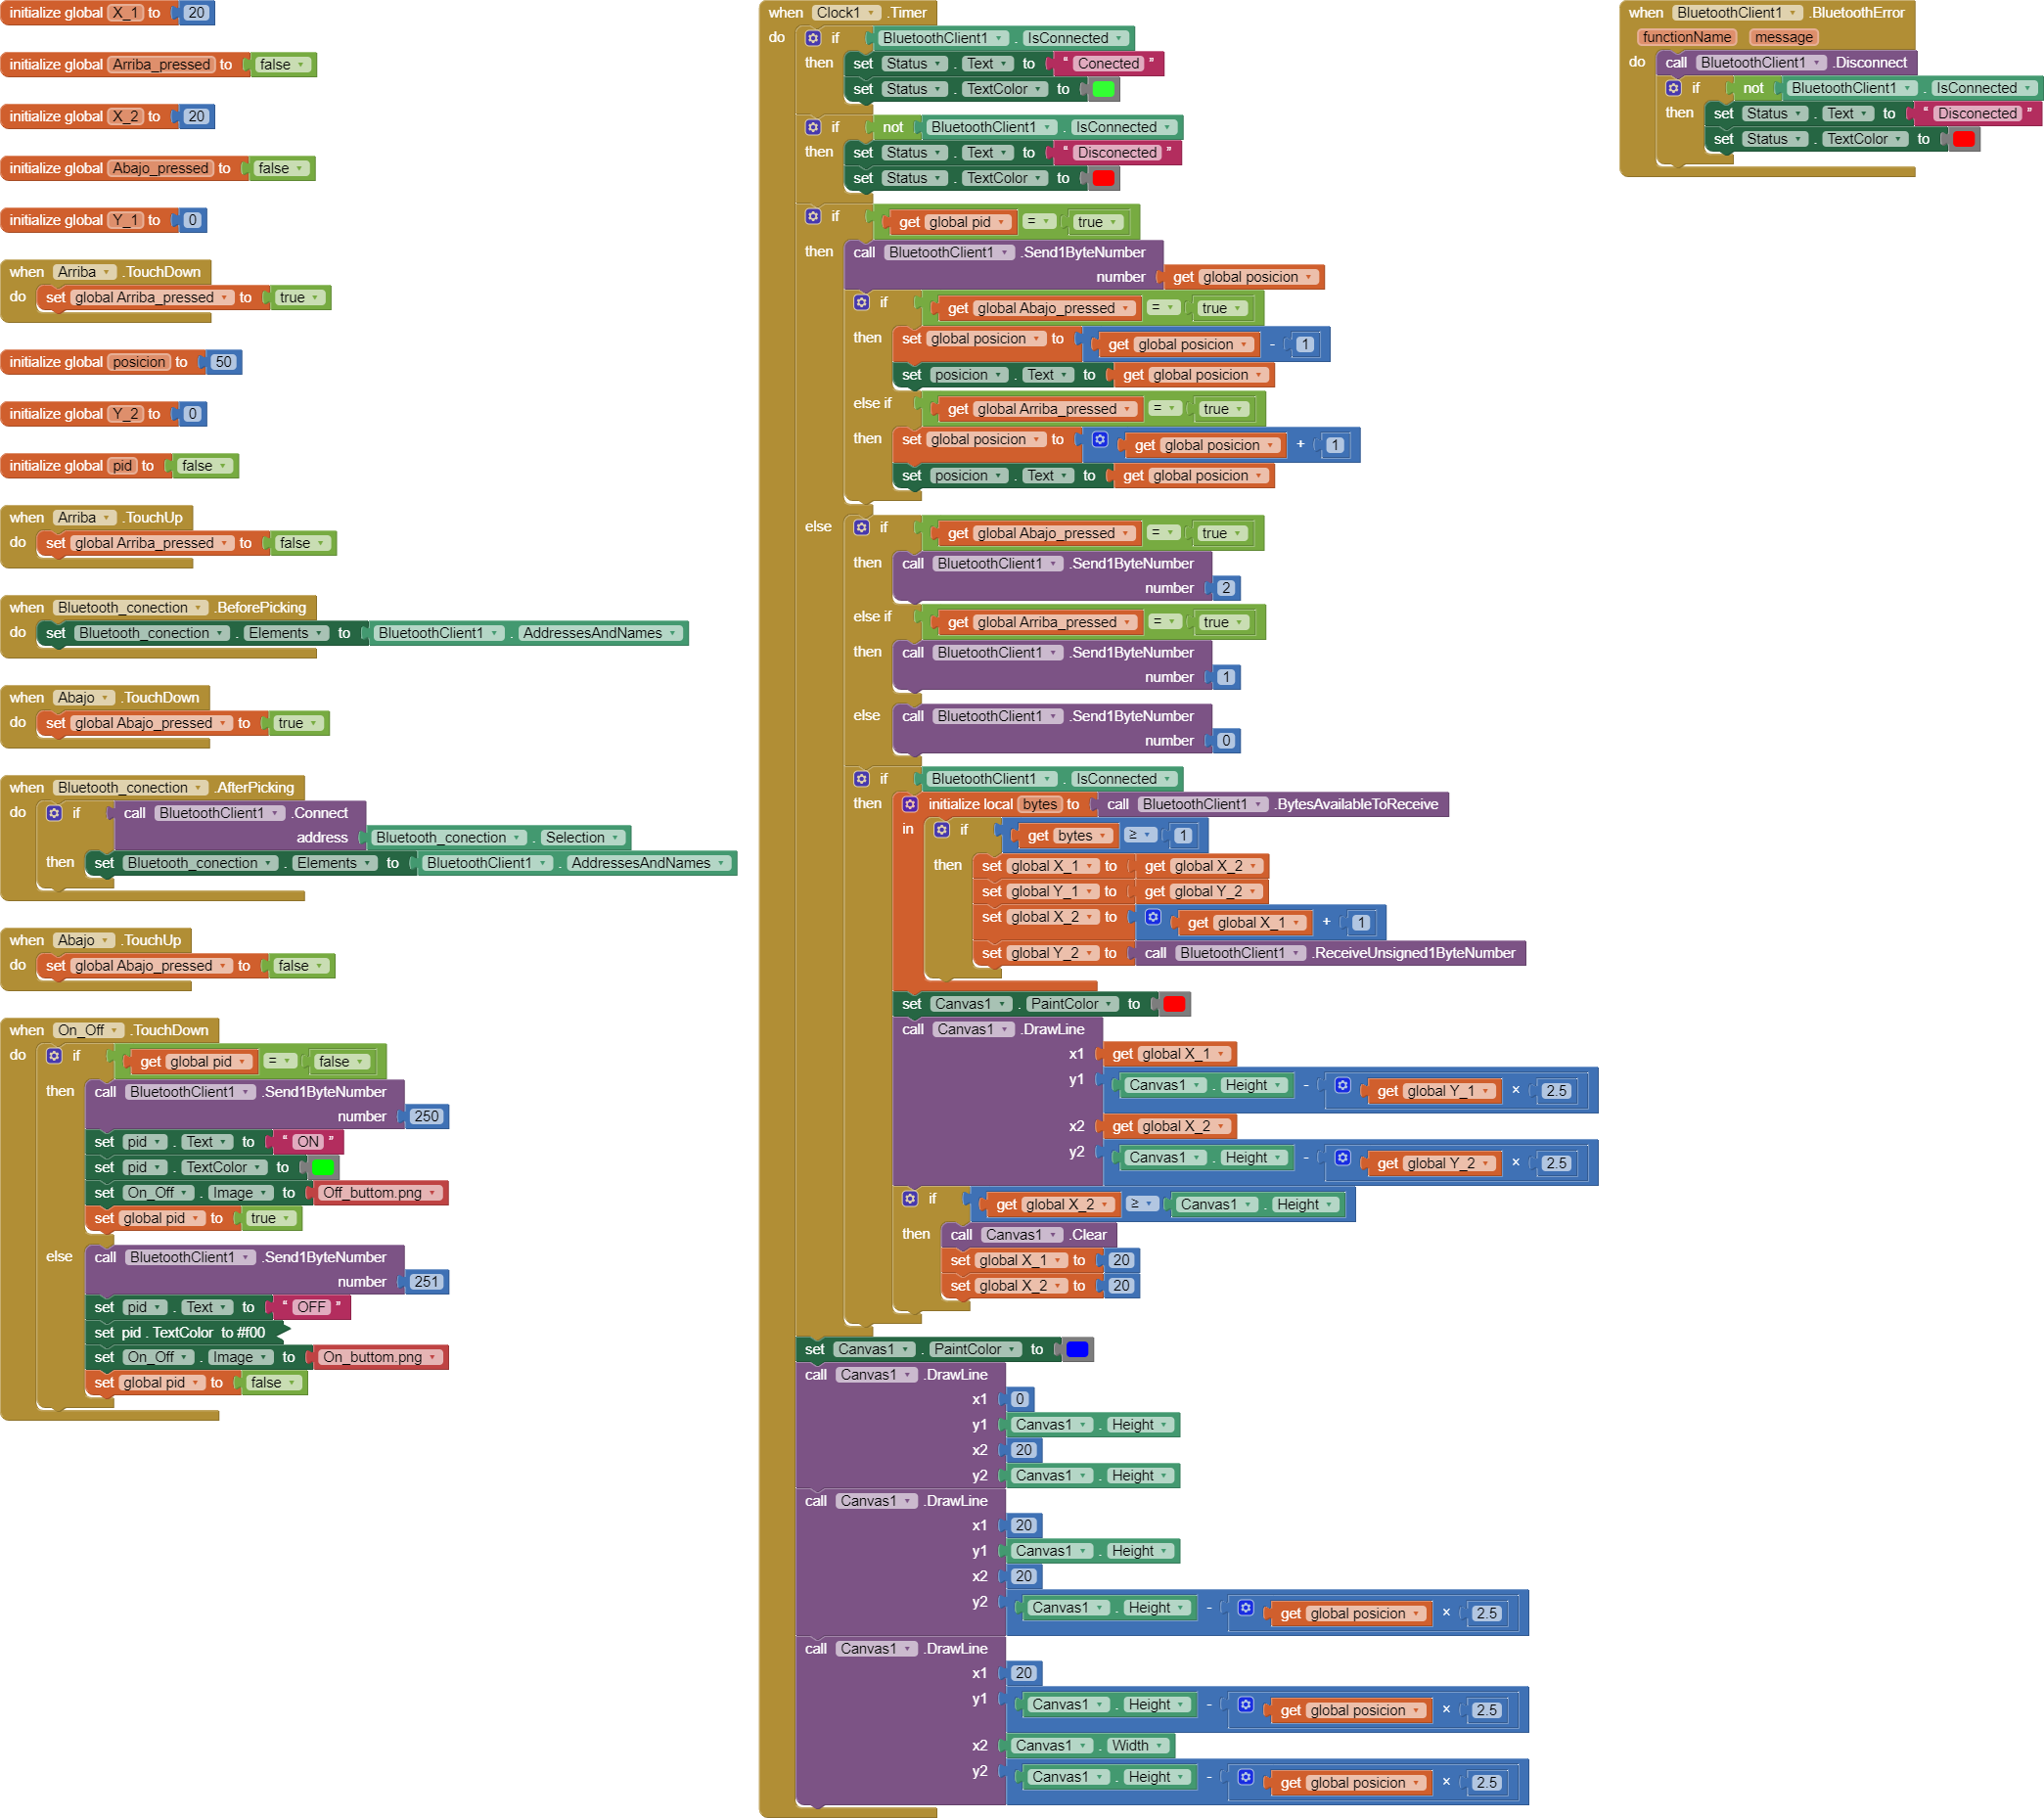 initialize global X_1 to 20
initialize global Arriba_pressed to false
initialize global X_2 to 20
initialize global Abajo_pressed to false
initialize global Y_1 to 0
when Arriba .TouchDown
do set global Arriba_pressed to true
initialize global posicion to 50
initialize global Y_2 to 0
initialize global pid to false
when Arriba .TouchUp
do set global Arriba_pressed to false
when Bluetooth_conection .BeforePicking
do set Bluetooth_conection . Elements to BluetoothClient1 . AddressesAndNames
when Abajo .TouchDown
do set global Abajo_pressed to true
when Bluetooth_conection .AfterPicking
do if call BluetoothClient1 .Connect
address Bluetooth_conection . Selection
then set Bluetooth_conection . Elements to BluetoothClient1 . AddressesAndNames
when Abajo .TouchUp
do set global Abajo_pressed to false
when On_Off .TouchDown
do if get global pid = false
then call BluetoothClient1 .Send1ByteNumber
number 250
set pid . Text to “ ON ”
set pid . TextColor to
set On_Off . Image to Off_buttom.png
set global pid to true
else call BluetoothClient1 .Send1ByteNumber
number 251
set pid . Text to “ OFF ”
set pid . TextColor to #f00
set On_Off . Image to On_buttom.png
set global pid to false
when Clock1 .Timer
do if BluetoothClient1 . IsConnected
then set Status . Text to “ Conected ”
set Status . TextColor to
if not BluetoothClient1 . IsConnected
then set Status . Text to “ Disconected ”
set Status . TextColor to
if get global pid = true
then call BluetoothClient1 .Send1ByteNumber
number get global posicion
if get global Abajo_pressed = true
then set global posicion to get global posicion - 1
set posicion . Text to get global posicion
else if get global Arriba_pressed = true
then set global posicion to get global posicion + 1
set posicion . Text to get global posicion
else if get global Abajo_pressed = true
then call BluetoothClient1 .Send1ByteNumber
number 2
else if get global Arriba_pressed = true
then call BluetoothClient1 .Send1ByteNumber
number 1
else call BluetoothClient1 .Send1ByteNumber
number 0
if BluetoothClient1 . IsConnected
then initialize local bytes to call BluetoothClient1 .BytesAvailableToReceive
in if get bytes ≥ 1
then set global X_1 to get global X_2
set global Y_1 to get global Y_2
set global X_2 to get global X_1 + 1
set global Y_2 to call BluetoothClient1 .ReceiveUnsigned1ByteNumber
set Canvas1 . PaintColor to
call Canvas1 .DrawLine
x1 get global X_1
y1 Canvas1 . Height - get global Y_1 × 2.5
x2 get global X_2
y2 Canvas1 . Height - get global Y_2 × 2.5
if get global X_2 ≥ Canvas1 . Height
then call Canvas1 .Clear
set global X_1 to 20
set global X_2 to 20
set Canvas1 . PaintColor to
call Canvas1 .DrawLine
x1 0
y1 Canvas1 . Height
x2 20
y2 Canvas1 . Height
call Canvas1 .DrawLine
x1 20
y1 Canvas1 . Height
x2 20
y2 Canvas1 . Height - get global posicion × 2.5
call Canvas1 .DrawLine
x1 20
y1 Canvas1 . Height - get global posicion × 2.5
x2 Canvas1 . Width
y2 Canvas1 . Height - get global posicion × 2.5
when BluetoothClient1 .BluetoothError
functionName message
do call BluetoothClient1 .Disconnect
if not BluetoothClient1 . IsConnected
then set Status . Text to “ Disconected ”
set Status . TextColor to